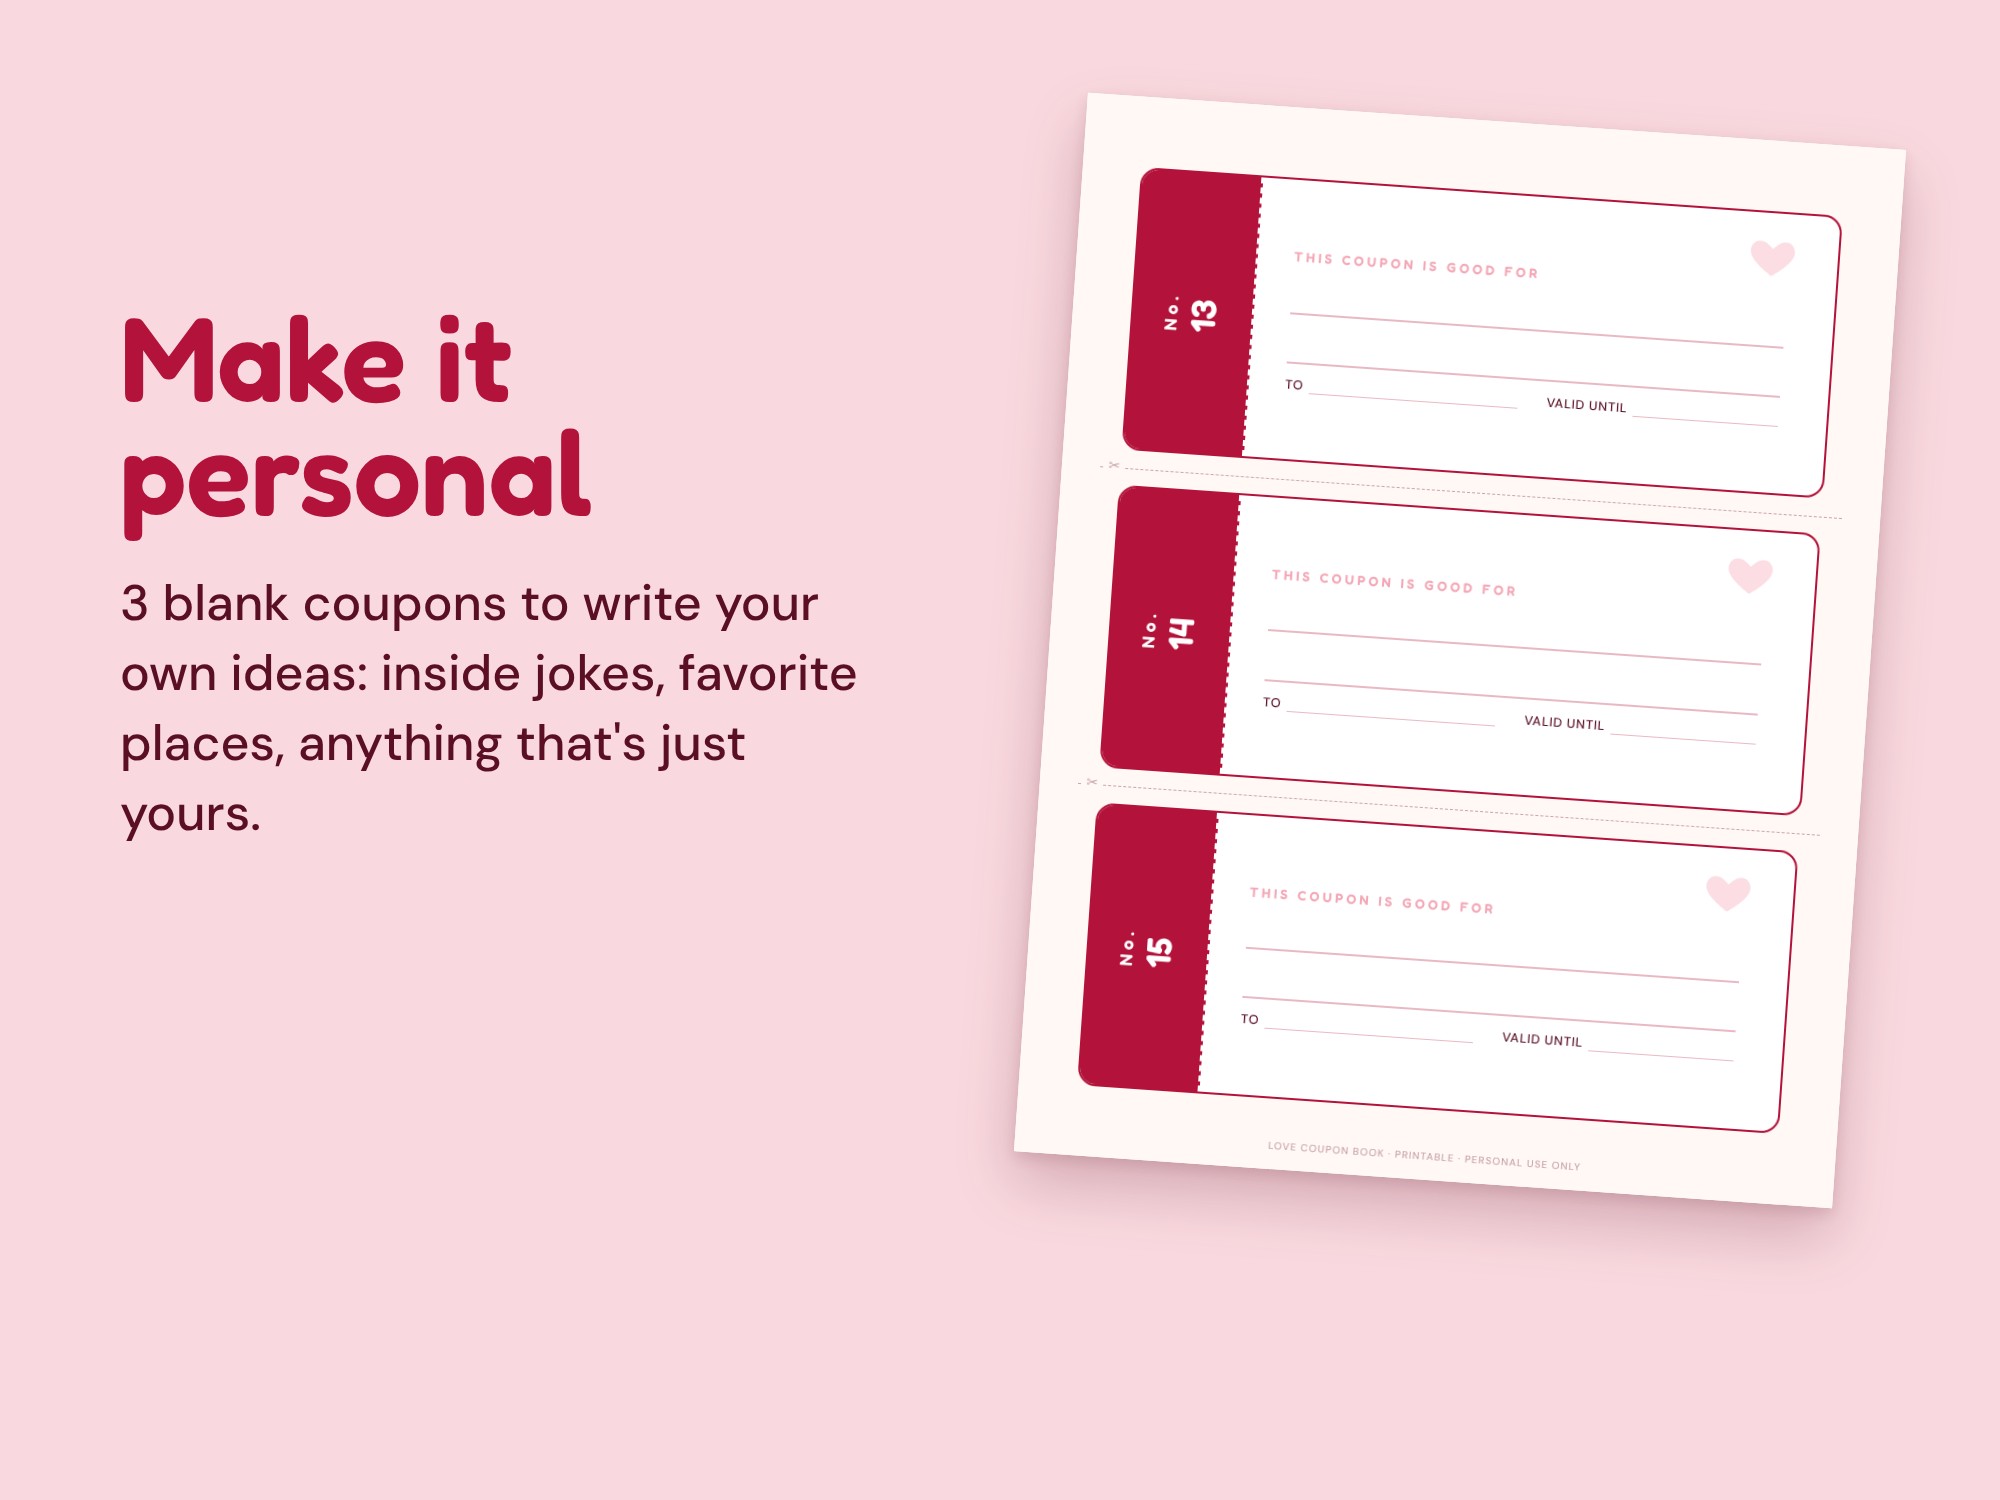 Make it
personal
3 blank coupons to write your
own ideas: inside jokes, favorite
places, anything that's just
yours.
No. 13
THIS COUPON IS GOOD FOR
TO
VALID UNTIL
No. 14
THIS COUPON IS GOOD FOR
TO
VALID UNTIL
No. 15
THIS COUPON IS GOOD FOR
TO
VALID UNTIL
LOVE COUPON BOOK · PRINTABLE · PERSONAL USE ONLY